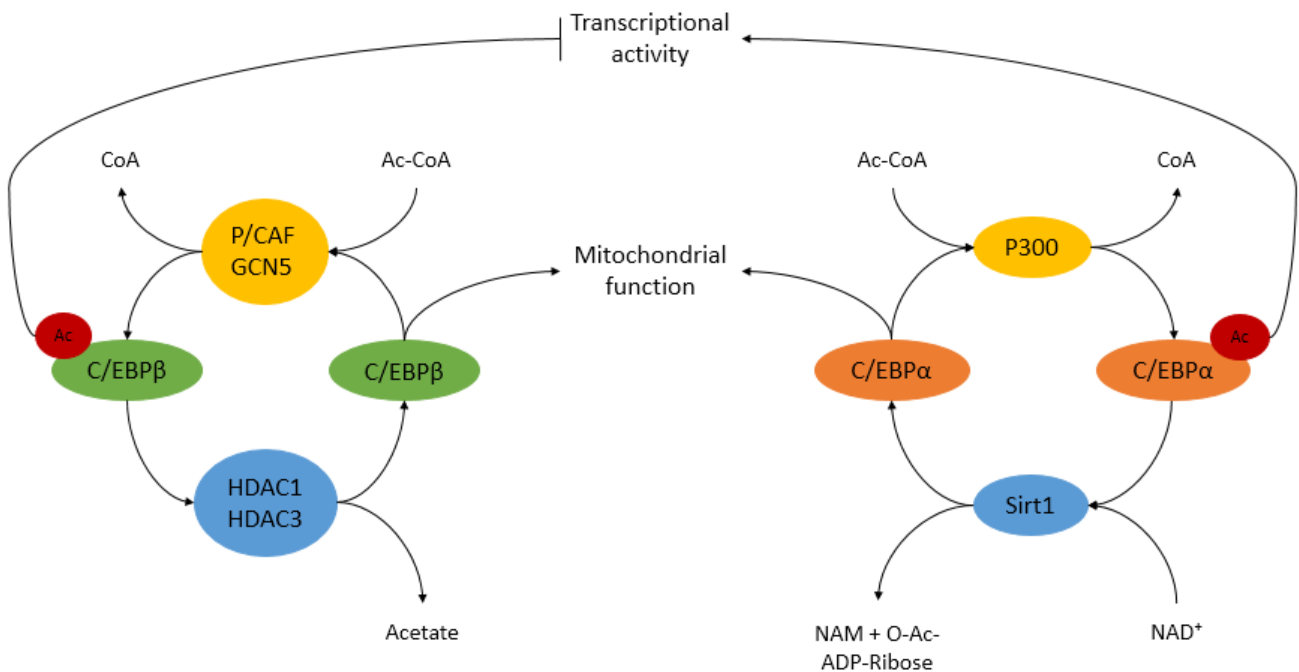 Transcriptional
activity
CoA
Ac-CoA
Ac-CoA
CoA
P/CAF
GCN5
Mitochondrial
function
P300
Ac
C/EBPβ
C/EBPβ
C/EBPα
Ac
C/EBPα
HDAC1
HDAC3
Sirt1
Acetate
NAM + O-Ac-
ADP-Ribose
NAD⁺